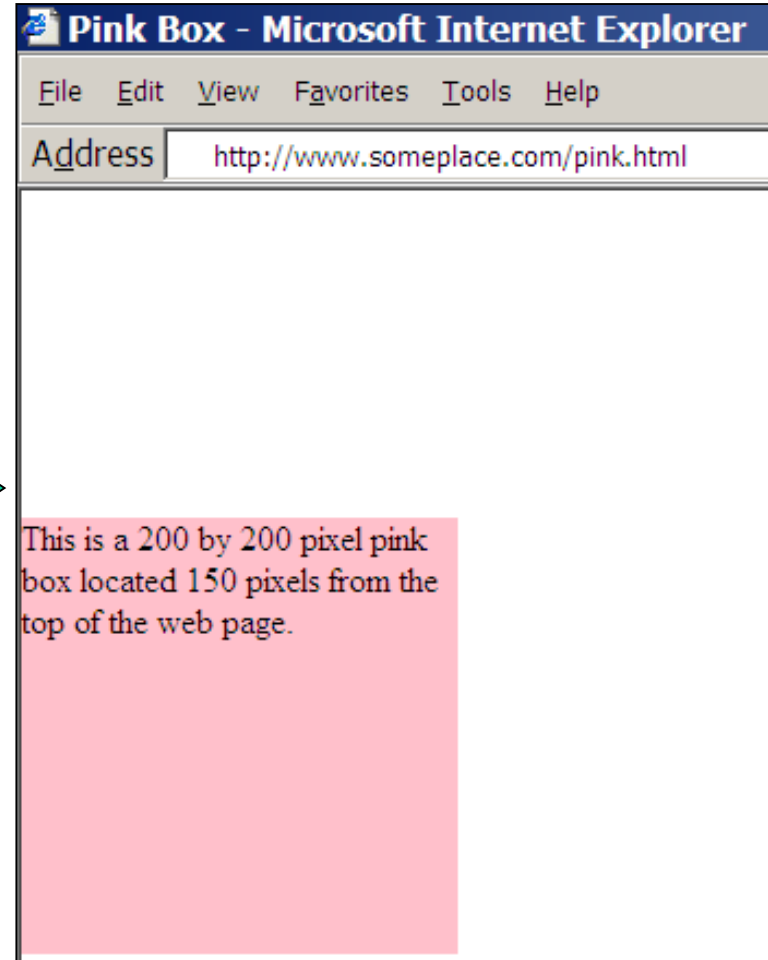 Pink Box - Microsoft Internet Explorer
File Edit View Favorites Tools Help
Address http://www.someplace.com/pink.html
This is a 200 by 200 pixel pink
box located 150 pixels from the
top of the web page.